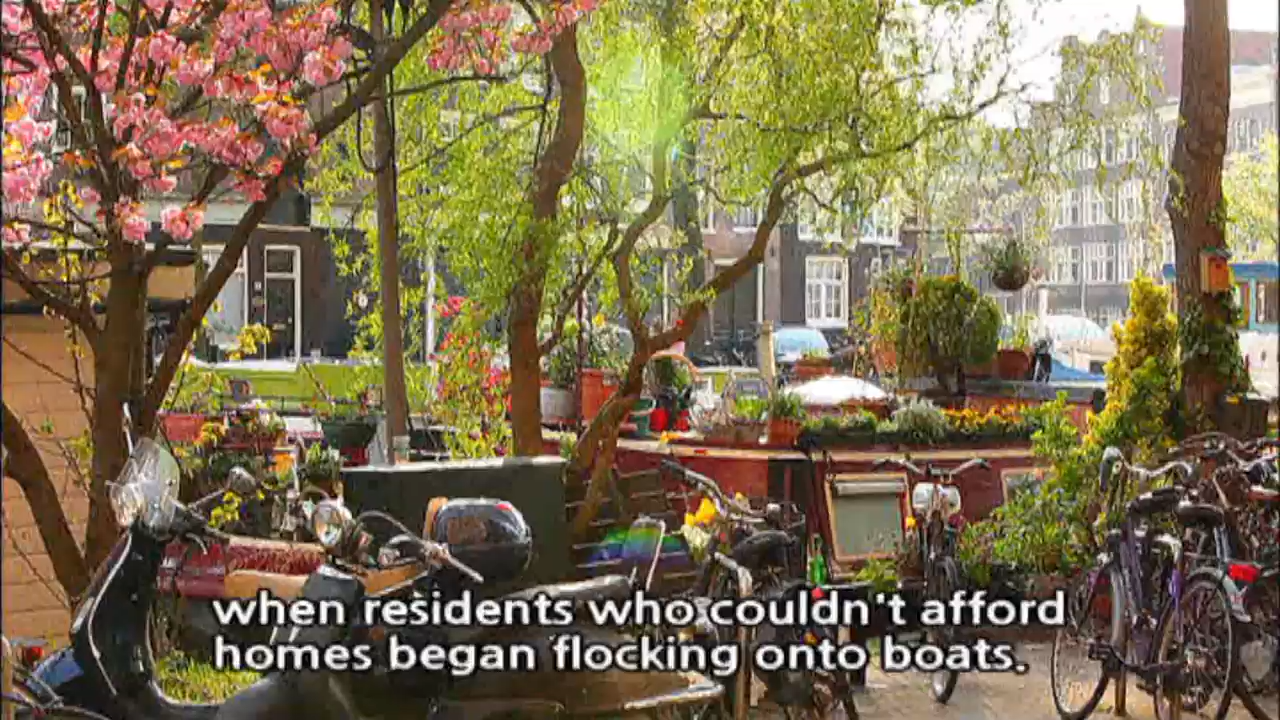 when residents who couldn't afford
homes began flocking onto boats.